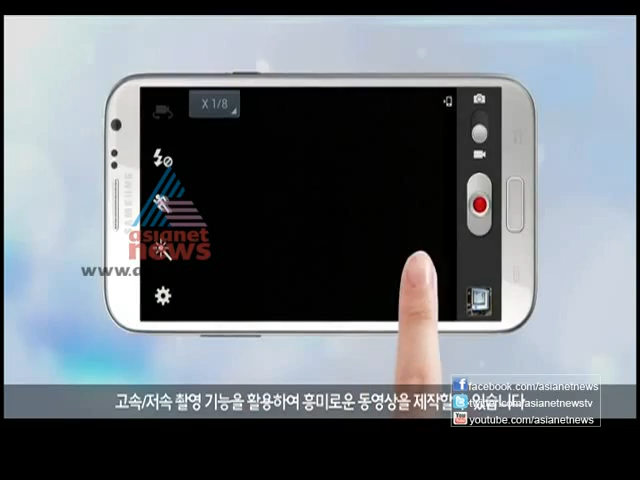 X 1/8
SAMSUNG
asianet
news
www.a
고속/저속 촬영 기능을 활용하여 흥미로운 동영상을 제작할 있습니다
facebook.com/asianetnews
twitter.com/asianetnewstv
You
youtube.com/asianetnews